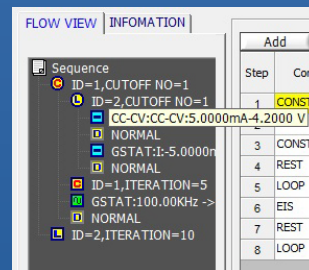 FLOW VIEW INFOMATION
Add
Sequence
ID=1,CUTOFF NO=1
ID=2,CUTOFF NO=1
CC-CV:CC-CV:5.0000mA-4.2000 V
NORMAL
GSTAT:I:-5.0000m
NORMAL
ID=1,ITERATION=5
GSTAT:100.00KHz ->
NORMAL
ID=2,ITERATION=10
Step Con
1 CONST
3 CONST
4 REST
5 LOOP
6 EIS
7 REST
8 LOOP